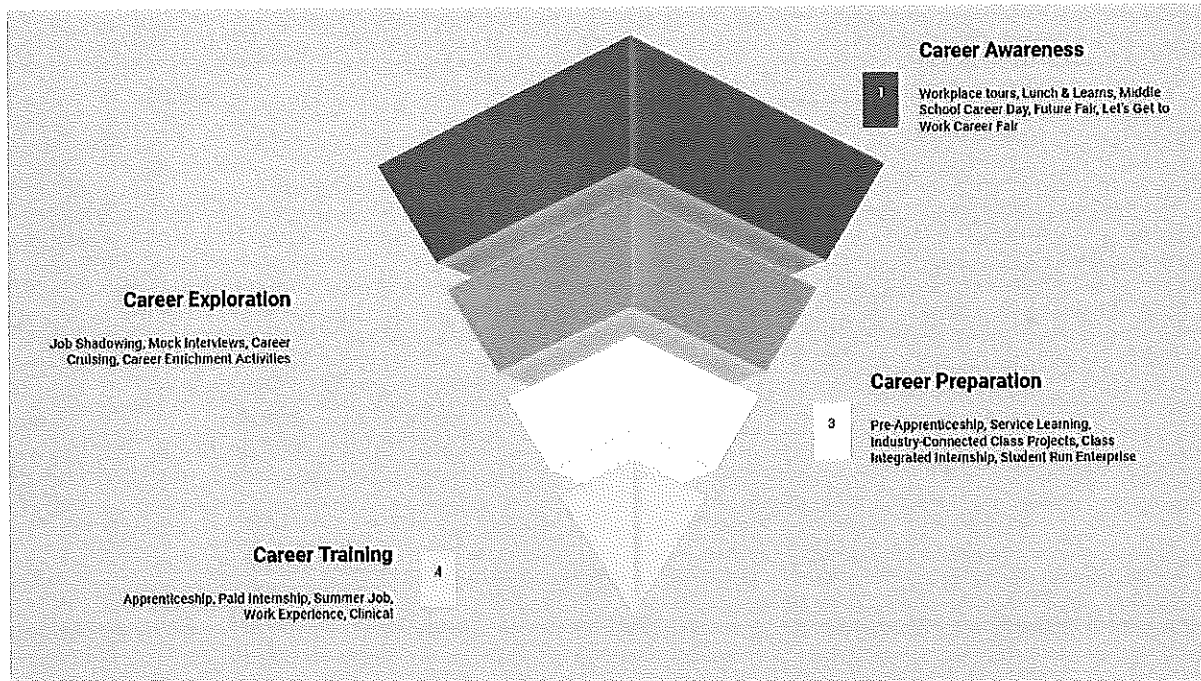 Career Awareness
1
Workplace tours, Lunch & Learns, Middle
School Career Day, Future Fair, Let's Get to
Work Career Fair
Career Exploration
Job Shadowing, Mock Interviews, Career
Cruising, Career Enrichment Activities
Career Preparation
3
Pre-Apprenticeship, Service Learning,
Industry-Connected Class Projects, Class
Integrated Internship, Student Run Enterprise
Career Training
4
Apprenticeship, Paid Internship, Summer Job,
Work Experience, Clinical